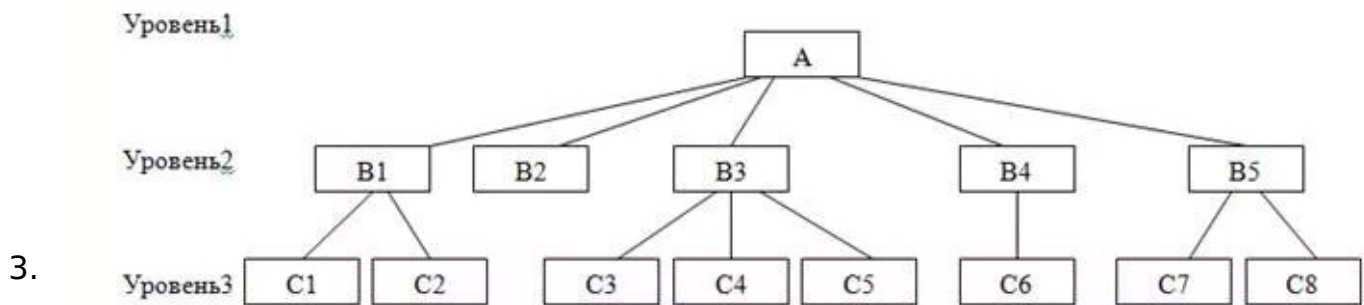 Уровень1
A
Уровень2
B1 B2 B3 B4 B5
3.
Уровень3
C1 C2 C3 C4 C5 C6 C7 C8